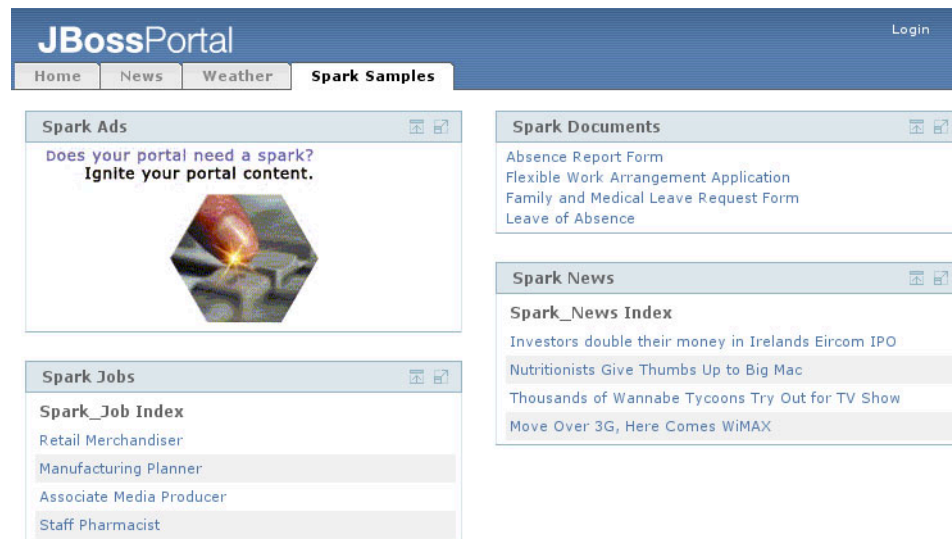 JBossPortal
Login
Home News Weather Spark Samples
Spark Ads
Does your portal need a spark?
Ignite your portal content.
Spark Jobs
Spark_Job Index
Retail Merchandiser
Manufacturing Planner
Associate Media Producer
Staff Pharmacist
Spark Documents
Absence Report Form
Flexible Work Arrangement Application
Family and Medical Leave Request Form
Leave of Absence
Spark News
Spark_News Index
Investors double their money in Irelands Eircom IPO
Nutritionists Give Thumbs Up to Big Mac
Thousands of Wannabe Tycoons Try Out for TV Show
Move Over 3G, Here Comes WiMAX